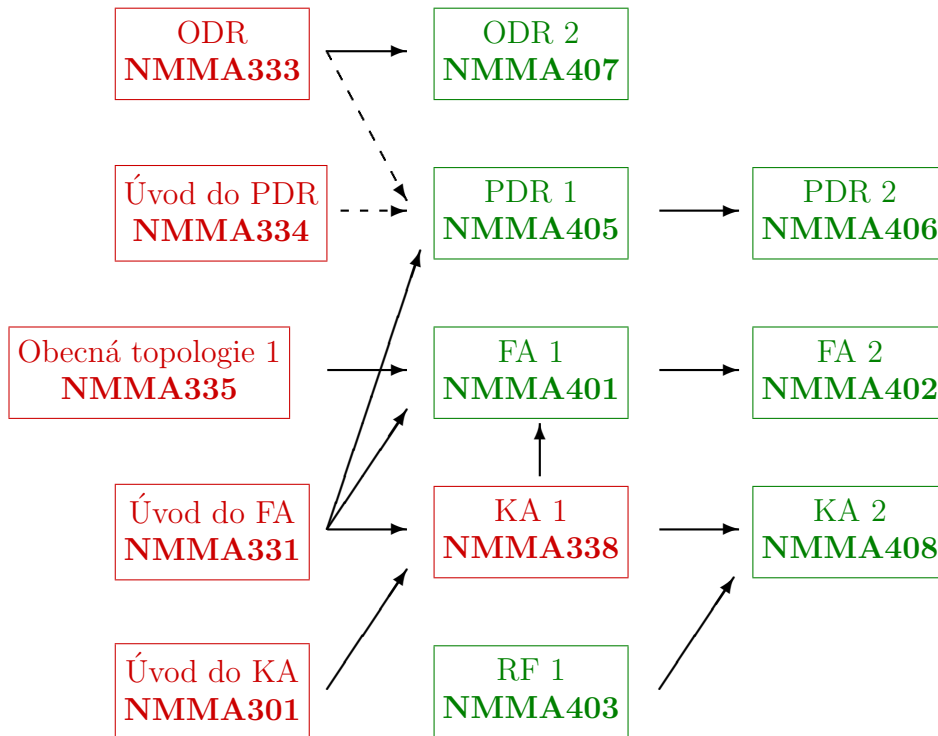 ODR
NMMA333
ODR 2
NMMA407
Úvod do PDR
NMMA334
PDR 1
NMMA405
PDR 2
NMMA406
Obecná topologie 1
NMMA335
FA 1
NMMA401
FA 2
NMMA402
Úvod do FA
NMMA331
KA 1
NMMA338
KA 2
NMMA408
Úvod do KA
NMMA301
RF 1
NMMA403